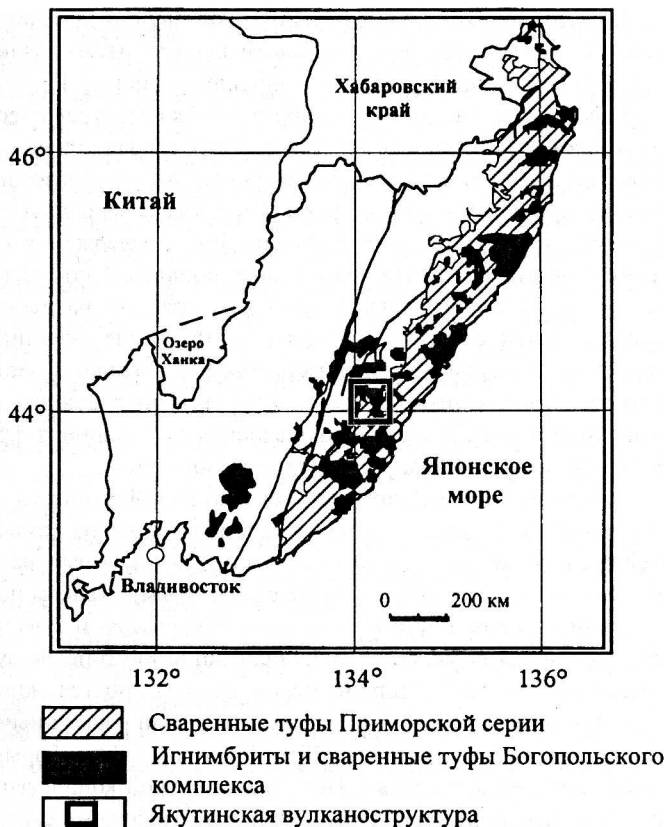 Хабаровский
край
46°
Китай
Озеро
Ханка
44°
Японское
море
Владивосток
0 200 км
132° 134° 136°
Сваренные туфы Приморской серии
Игнимбриты и сваренные туфы Богопольского
комплекса
Якутинская вулканоструктура